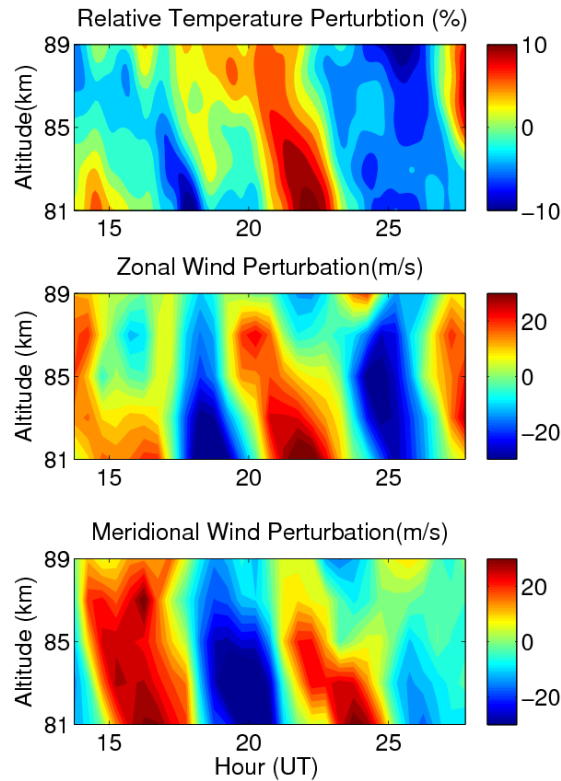 Relative Temperature Perturbtion (%)
89
85
81
Altitude(km)
15 20 25
10
0
−10
Zonal Wind Perturbation(m/s)
89
85
81
Altitude (km)
15 20 25
20
0
−20
Meridional Wind Perturbation(m/s)
89
85
81
Altitude (km)
15 20 25
20
0
−20
Hour (UT)